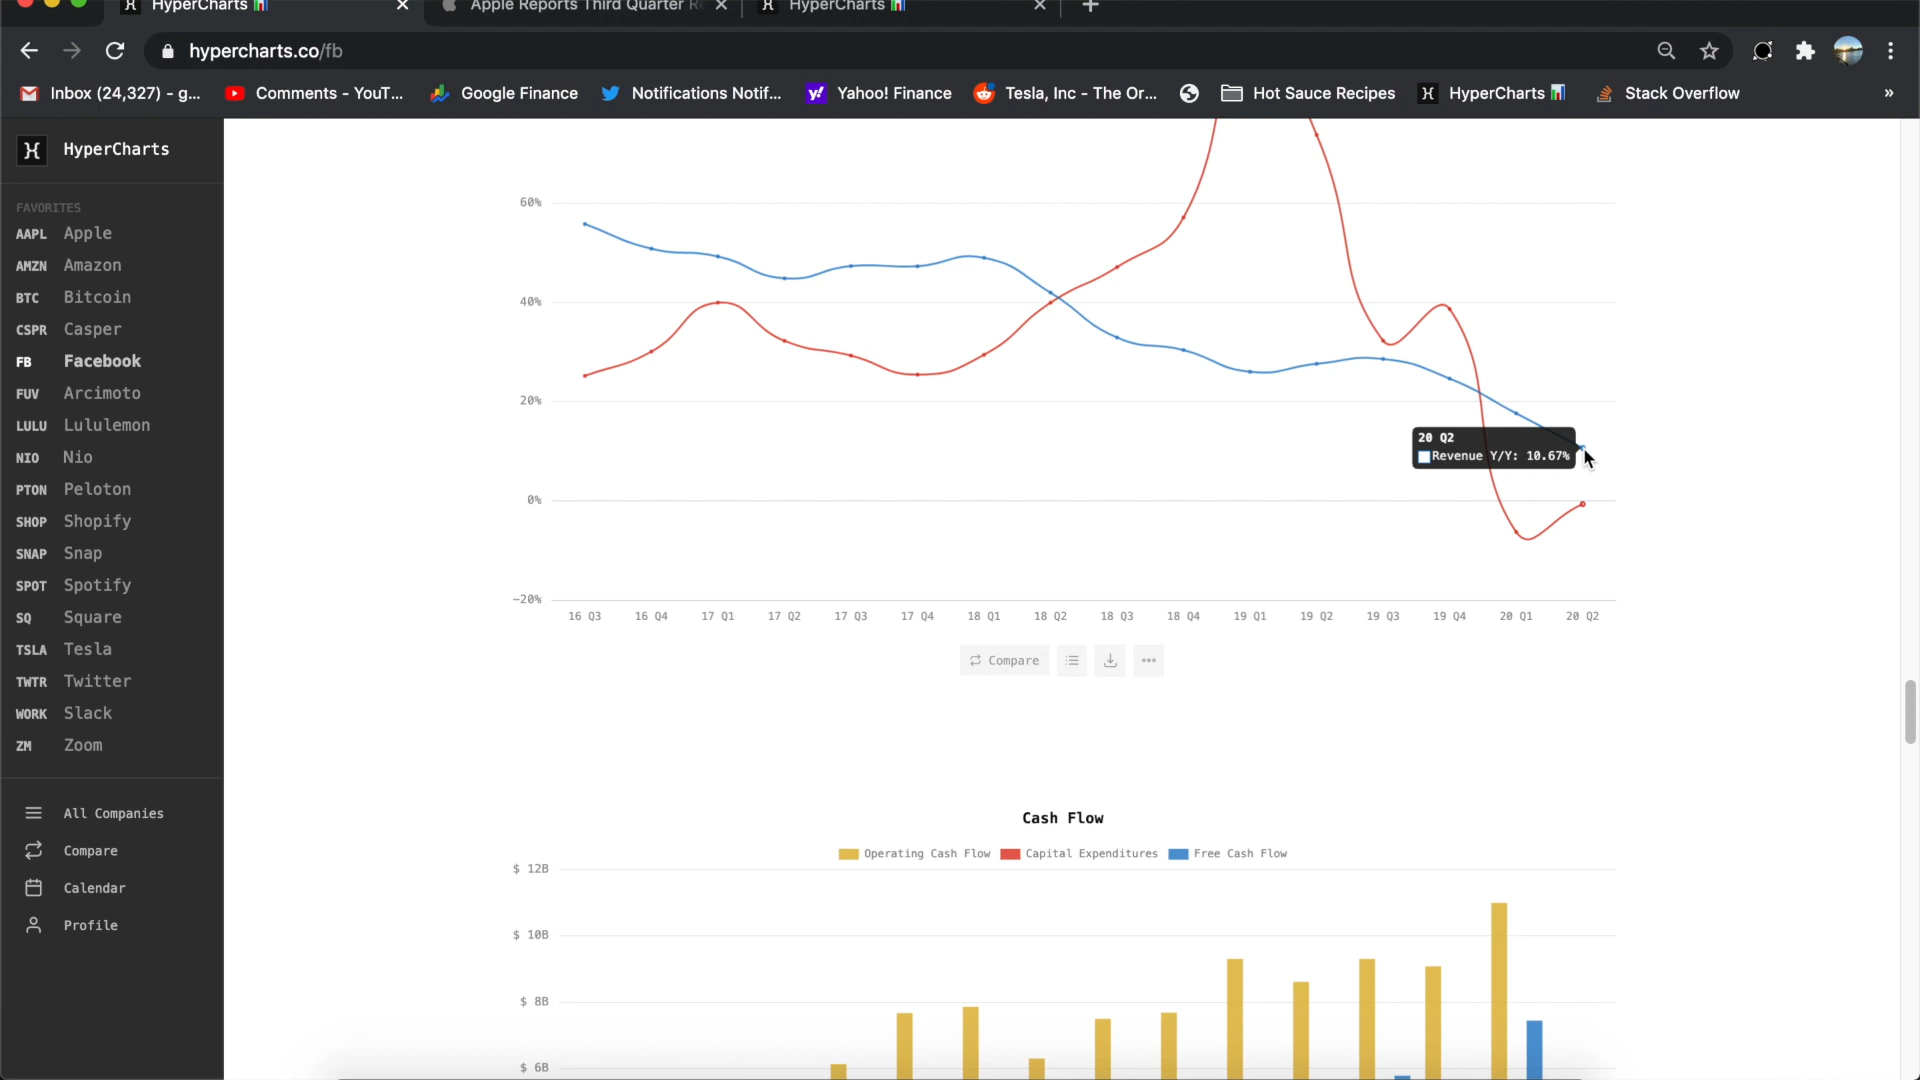 HyperCharts
Apple Reports Third Quarter Re
HyperCharts
hypercharts.co/fb
Inbox (24,327) - g...
Comments - YouT...
Google Finance
Notifications Notif...
Yahoo! Finance
Tesla, Inc - The Or...
Hot Sauce Recipes
HyperCharts
Stack Overflow
»
HyperCharts
FAVORITES
AAPL Apple
AMZN Amazon
BTC Bitcoin
CSPR Casper
FB Facebook
FUV Arcimoto
LULU Lululemon
NIO Nio
PTON Peloton
SHOP Shopify
SNAP Snap
SPOT Spotify
SQ Square
TSLA Tesla
TWTR Twitter
WORK Slack
ZM Zoom
All Companies
Compare
Calendar
Profile
60%
40%
20%
0%
-20%
20 Q2
Revenue Y/Y: 10.67%
16 Q3 16 Q4 17 Q1 17 Q2 17 Q3 17 Q4 18 Q1 18 Q2 18 Q3 18 Q4 19 Q1 19 Q2 19 Q3 19 Q4 20 Q1 20 Q2
Compare
Cash Flow
Operating Cash Flow Capital Expenditures Free Cash Flow
$ 12B
$ 10B
$ 8B
$ 6B